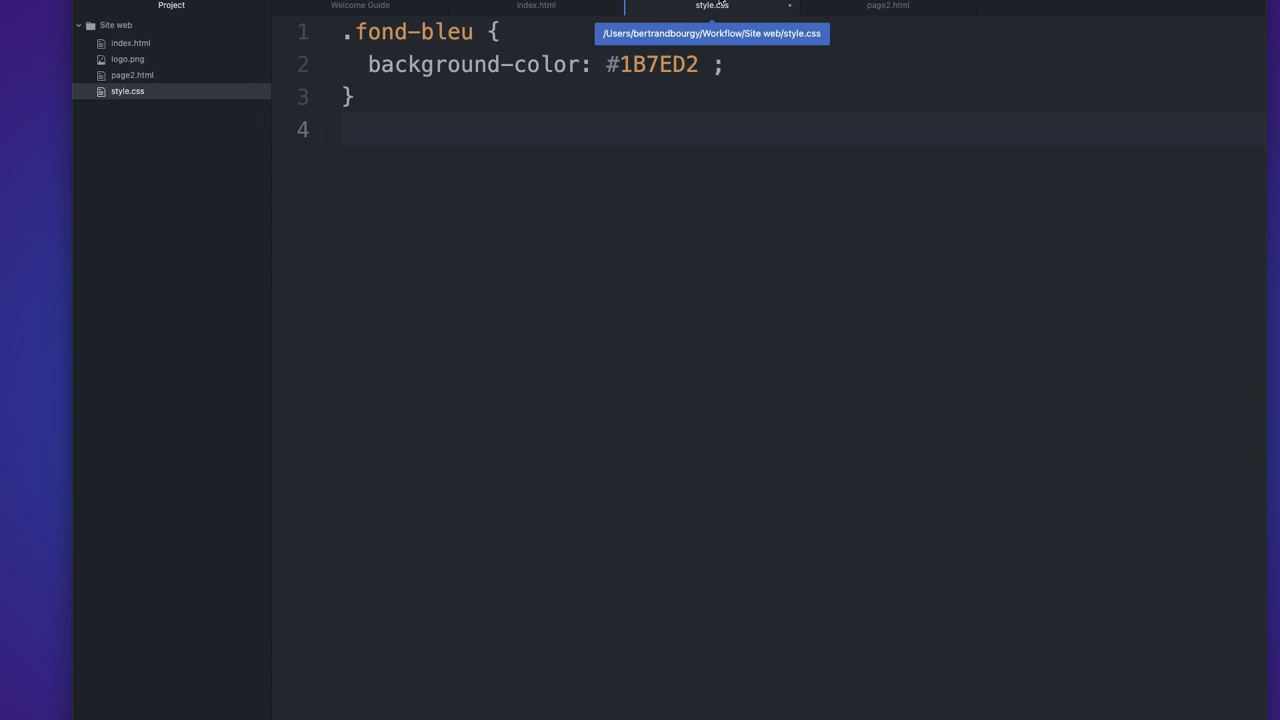 Project
Welcome Guide
index.html
style.css
page2.html
Site web
index.html
logo.png
page2.html
style.css
/Users/bertrandbourgy/Workflow/Site web/style.css
1 .fond-bleu {
2 background-color: #1B7ED2 ;
3 }
4